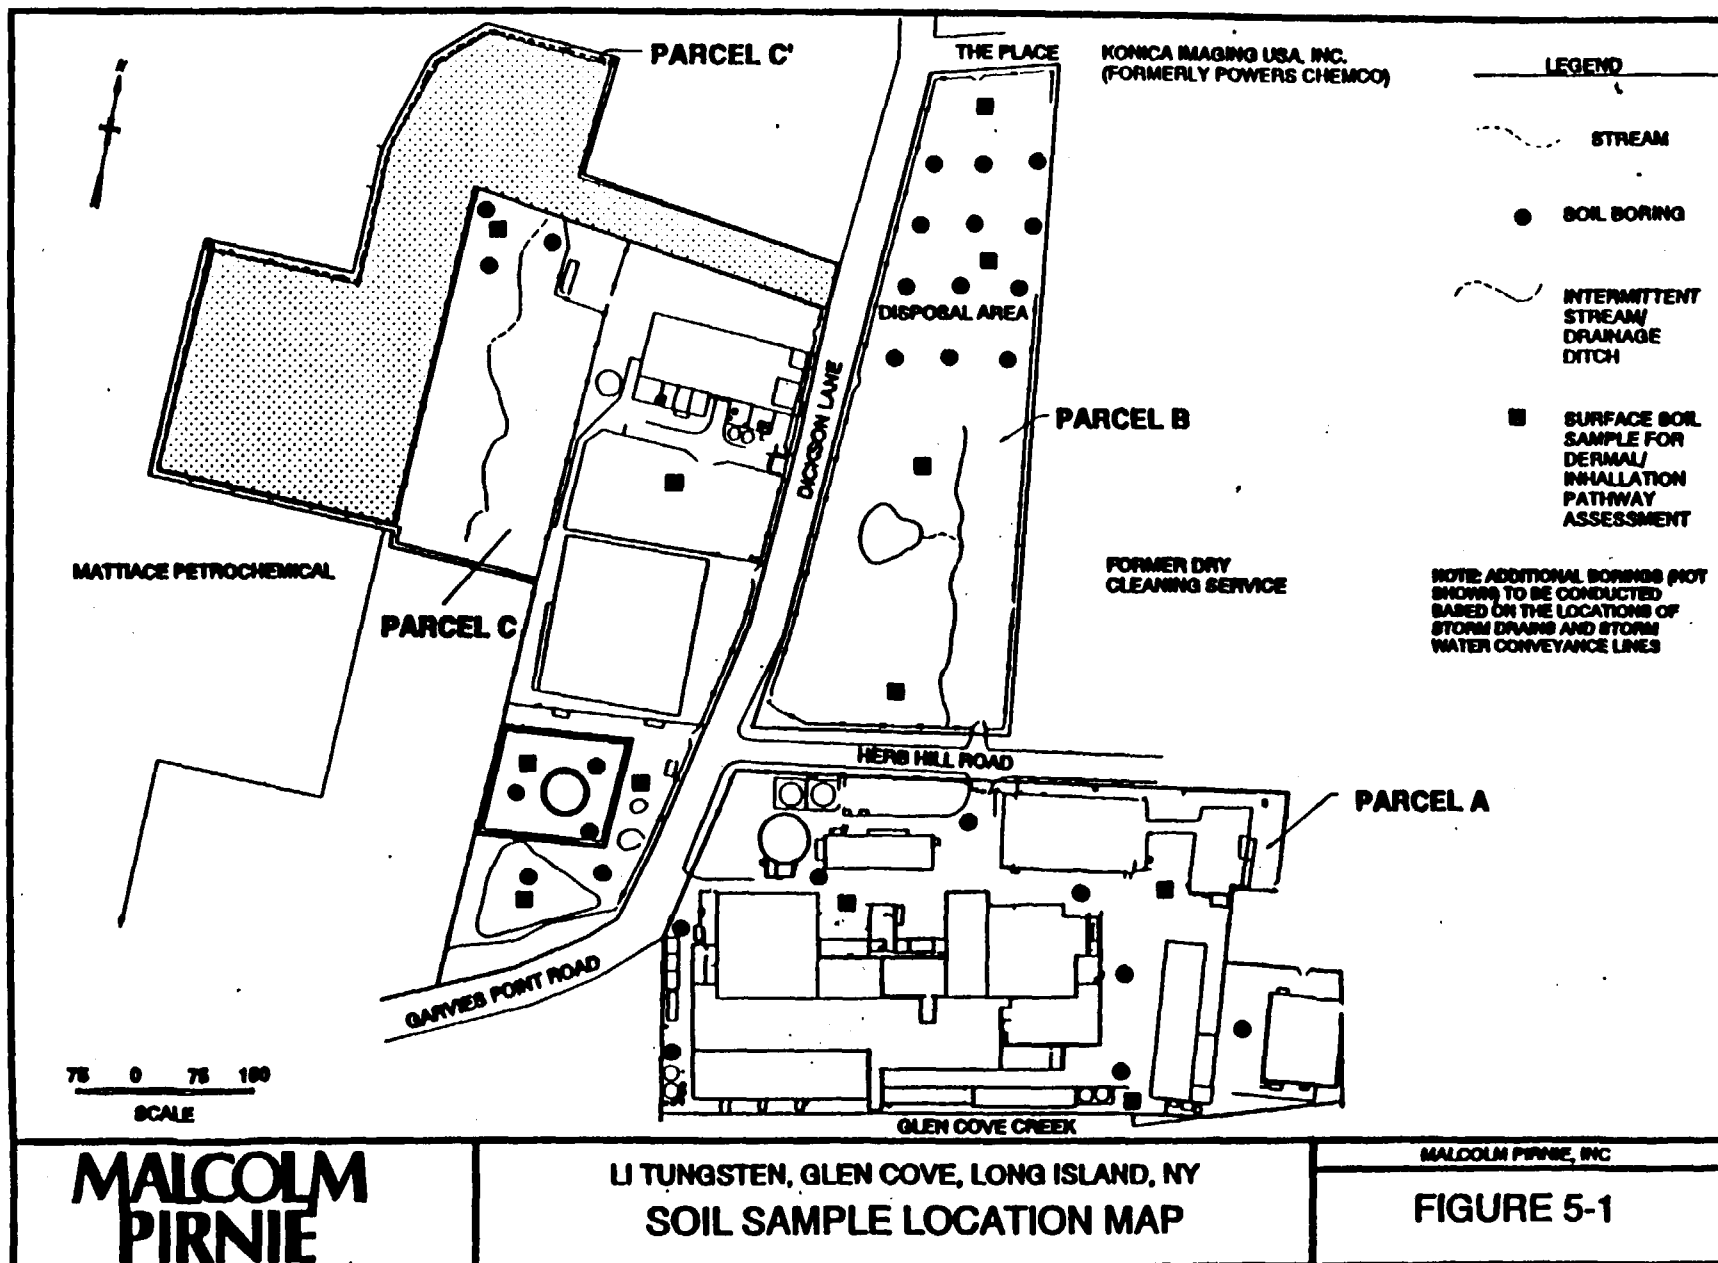 N
PARCEL C'
THE PLACE
KONICA IMAGING USA, INC.
(FORMERLY POWERS CHEMCO)
LEGEND
STREAM
SOIL BORING
INTERMITTENT
STREAM/
DRAINAGE
DITCH
SURFACE SOIL
SAMPLE FOR
DERMAL/
INHALLATION
PATHWAY
ASSESSMENT
NOTE: ADDITIONAL BORINGS (NOT
SHOWN) TO BE CONDUCTED
BASED ON THE LOCATIONS OF
STORM DRAINS AND STORM
WATER CONVEYANCE LINES
DISPOSAL AREA
DICKSON LANE
PARCEL B
MATTIACE PETROCHEMICAL
PARCEL C
FORMER DRY
CLEANING SERVICE
HERB HILL ROAD
PARCEL A
GARVIES POINT ROAD
75 0 75 150
SCALE
GLEN COVE CREEK
MALCOLM
PIRNIE
LI TUNGSTEN, GLEN COVE, LONG ISLAND, NY
SOIL SAMPLE LOCATION MAP
MALCOLM PIRNIE, INC
FIGURE 5-1